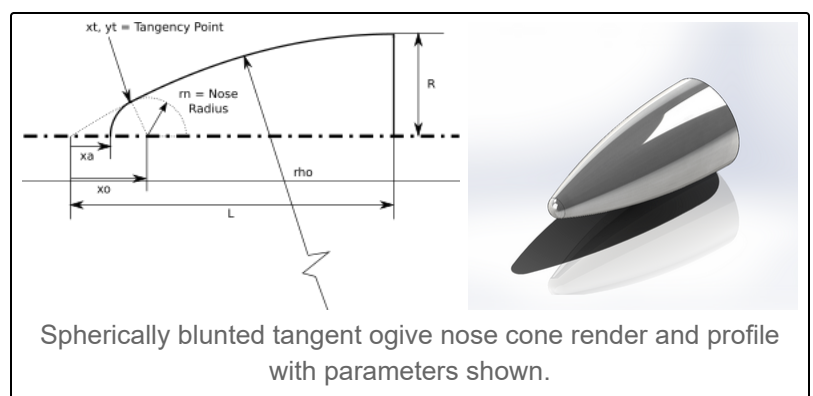 xt, yt = Tangency Point
rn = Nose
Radius
R
xa
rho
xo
L
Spherically blunted tangent ogive nose cone render and profile
with parameters shown.